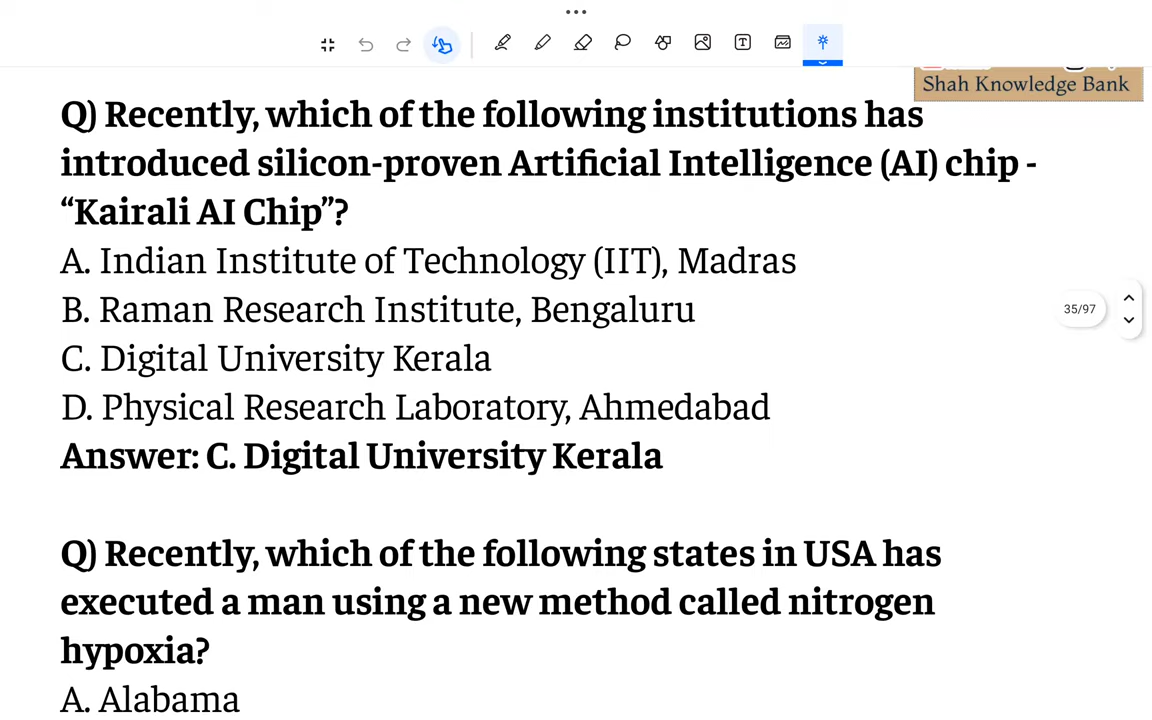 Shah Knowledge Bank
Q) Recently, which of the following institutions has
introduced silicon-proven Artificial Intelligence (AI) chip -
“Kairali AI Chip”?
A. Indian Institute of Technology (IIT), Madras
B. Raman Research Institute, Bengaluru
35/97
C. Digital University Kerala
D. Physical Research Laboratory, Ahmedabad
Answer: C. Digital University Kerala
Q) Recently, which of the following states in USA has
executed a man using a new method called nitrogen
hypoxia?
A. Alabama